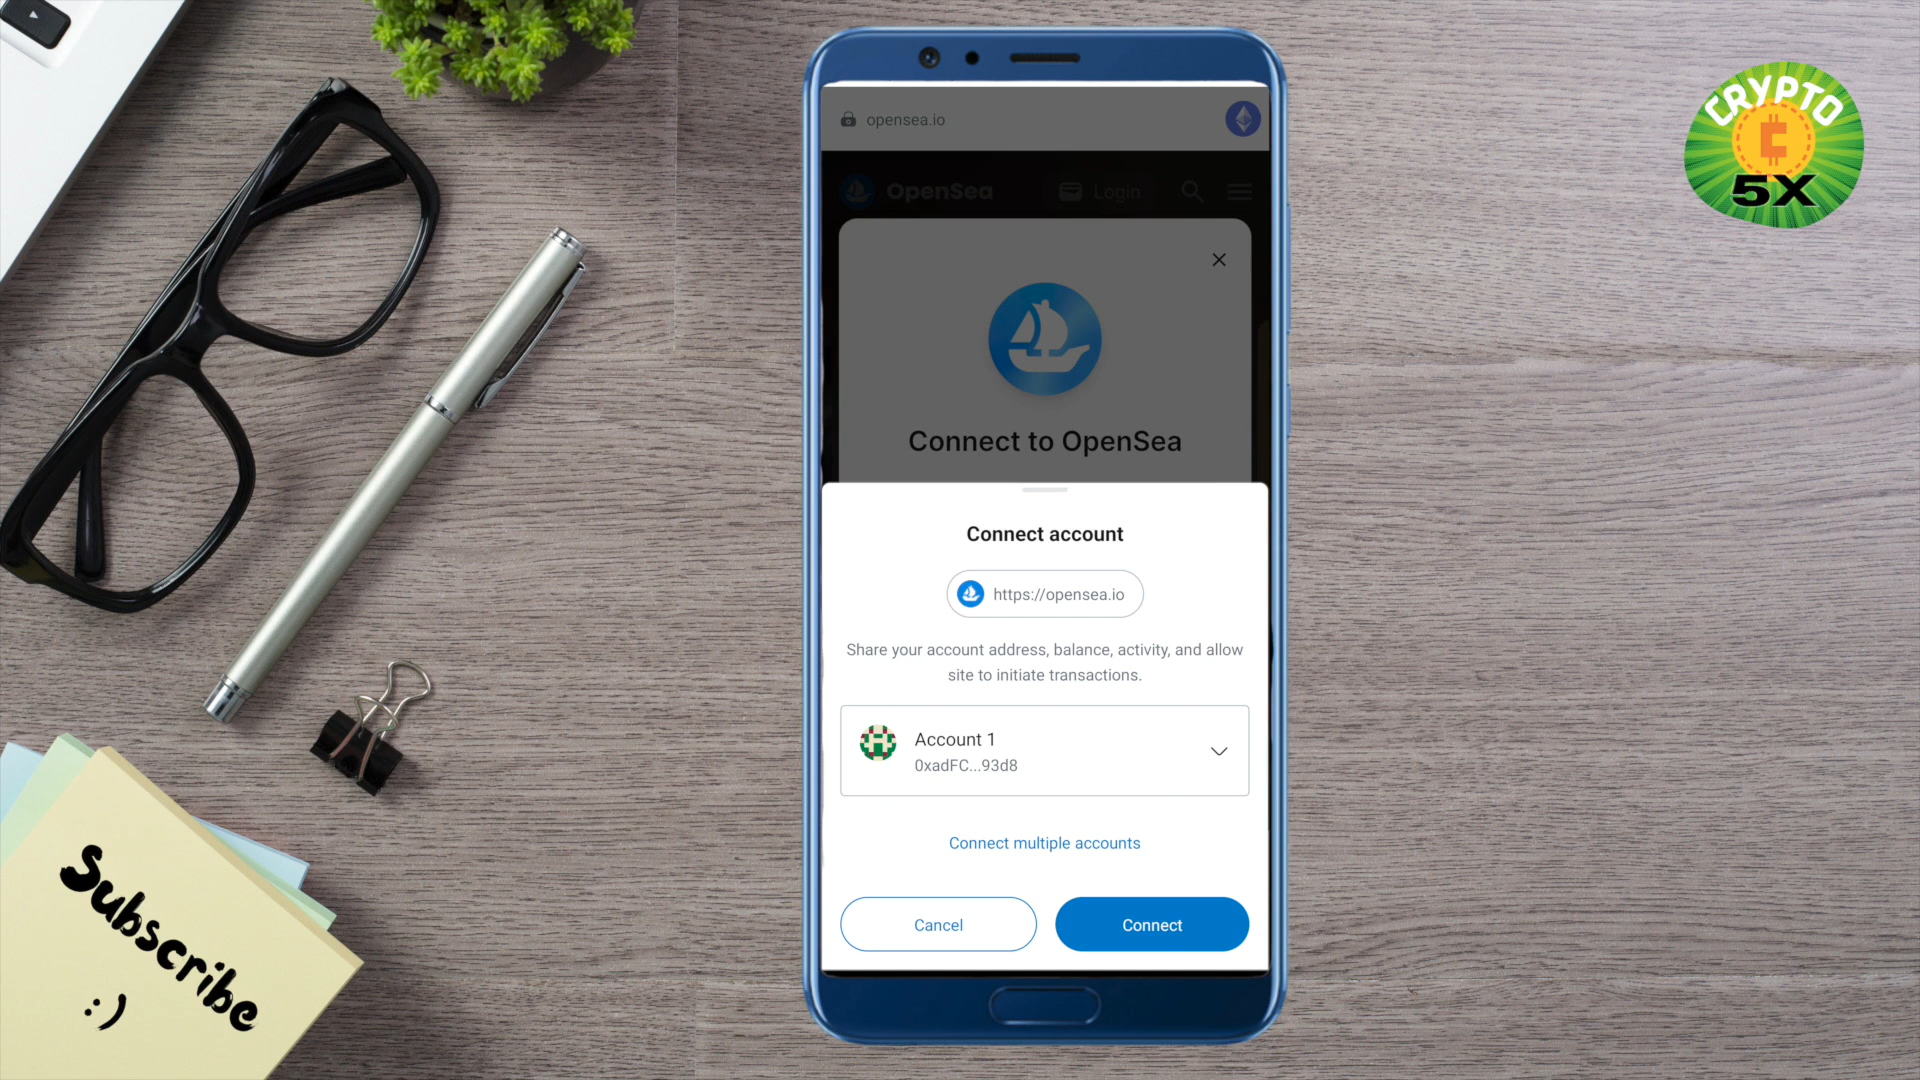 opensea.io
OpenSea
Login
Connect to OpenSea
Connect account
https://opensea.io
Share your account address, balance, activity, and allow
site to initiate transactions.
Account 1
0xadFC...93d8
Connect multiple accounts
Cancel
Connect
CRYPTO
5X
Subscribe
:)